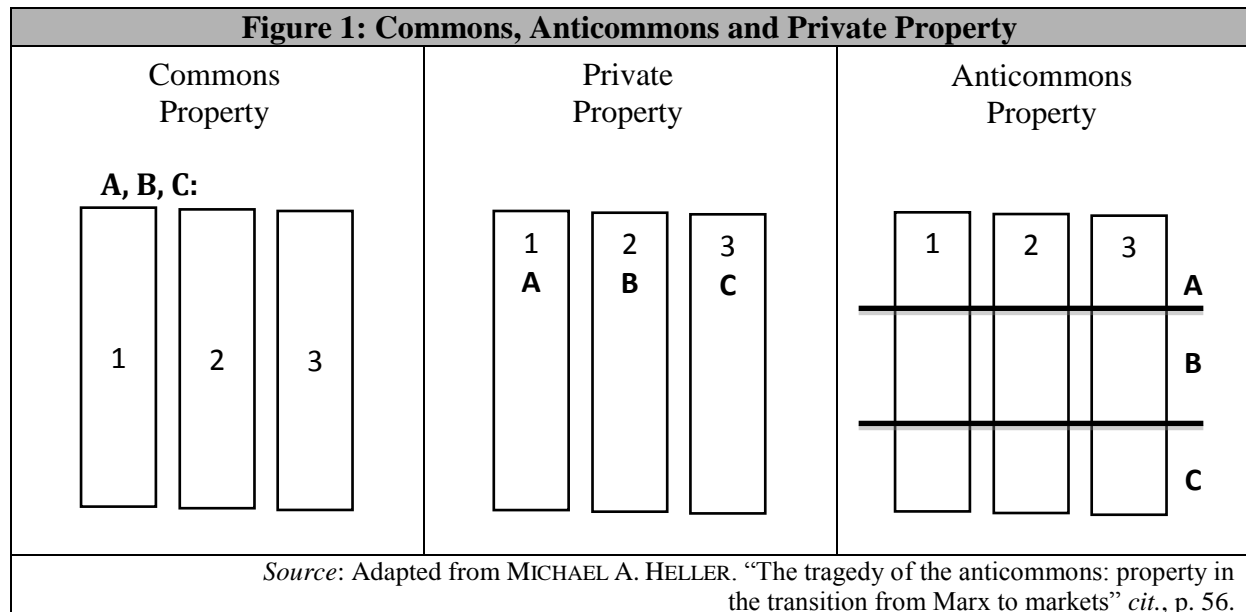 Figure 1: Commons, Anticommons and Private Property
Commons
Property
A, B, C:
1 2 3
Private
Property
1 2 3
A B C
Anticommons
Property
1 2 3
A
B
C
Source: Adapted from MICHAEL A. HELLER. “The tragedy of the anticommons: property in
the transition from Marx to markets” cit., p. 56.